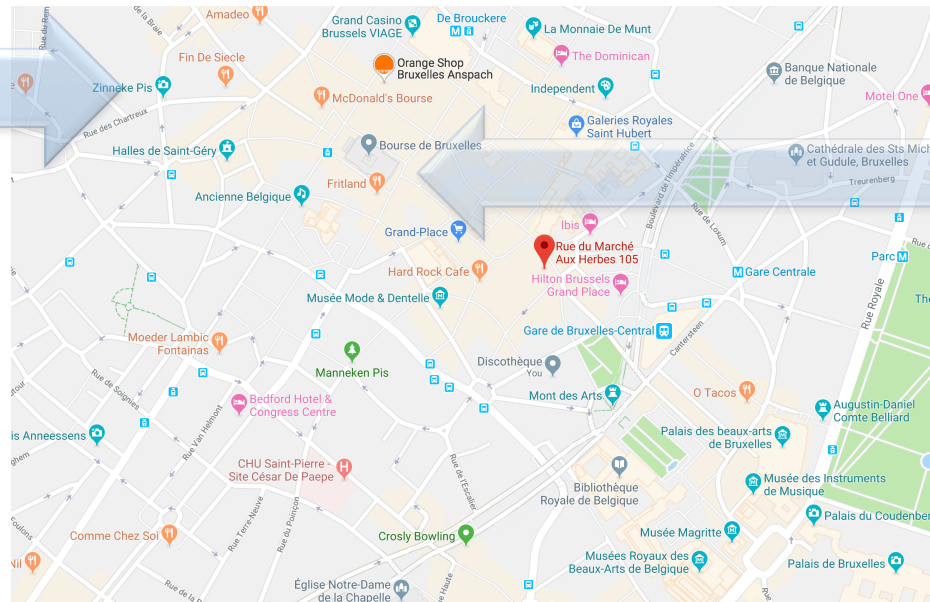 Amadeo
Grand Casino
Brussels VIAGE
De Brouckere
M
La Monnaie De Munt
The Dominican
Fin De Siecle
Orange Shop
Bruxelles Anspach
Banque Nationale
de Belgique
Zinneke Pis
McDonald's Bourse
Independent
Motel One
Rue des Chartreux
Galeries Royales
Saint Hubert
Halles de Saint-Géry
Bourse de Bruxelles
Cathédrale des Sts Mich
et Gudule, Bruxelles
Boulevard de l'Impératrice
Treurenberg
Fritland
Ancienne Belgique
Rue de Loxum
Grand-Place
Ibis
Rue du Marché
Aux Herbes 105
Parc M
Hard Rock Cafe
Hilton Brussels
Grand Place
M Gare Centrale
Musée Mode & Dentelle
Rue Royale
Gare de Bruxelles-Central
Cantersteen
Moeder Lambic
Fontainas
Manneken Pis
Discothèque
You
Mont des Arts
O Tacos
Rue de Soignies
Bedford Hotel &
Congress Centre
Augustin-Daniel
Comte Belliard
Rue Van Helmont
is Anneessens
Palais des beaux-arts
de Bruxelles
CHU Saint-Pierre -
Site César De Paepe
H
Rue de l'Escalier
Bibliothèque
Royale de Belgique
Musée des Instruments
de Musique
Rue Terre-Neuve
Rue du Poinçon
Palais du Coudenber
Comme Chez Soi
Crosly Bowling
Musée Magritte
Nil
Musées Royaux des
Beaux-Arts de Belgique
Palais de Bruxelles
Église Notre-Dame
de la Chapelle
Rue Haute